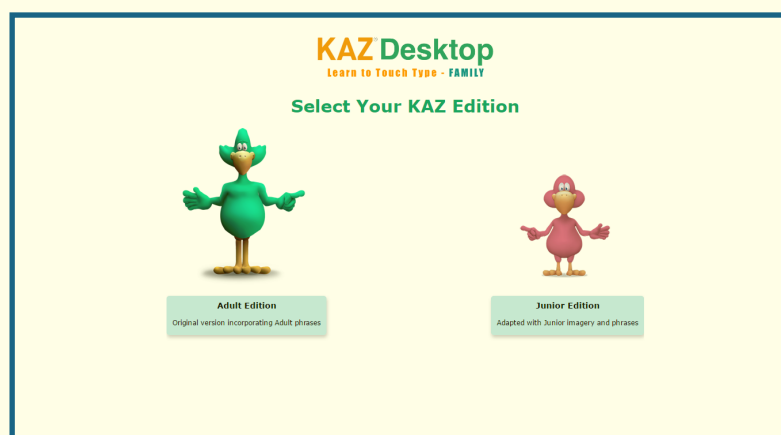 KAZ® Desktop
Learn to Touch Type - FAMILY
Select Your KAZ Edition
Adult Edition
Original version incorporating Adult phrases
Junior Edition
Adapted with Junior imagery and phrases